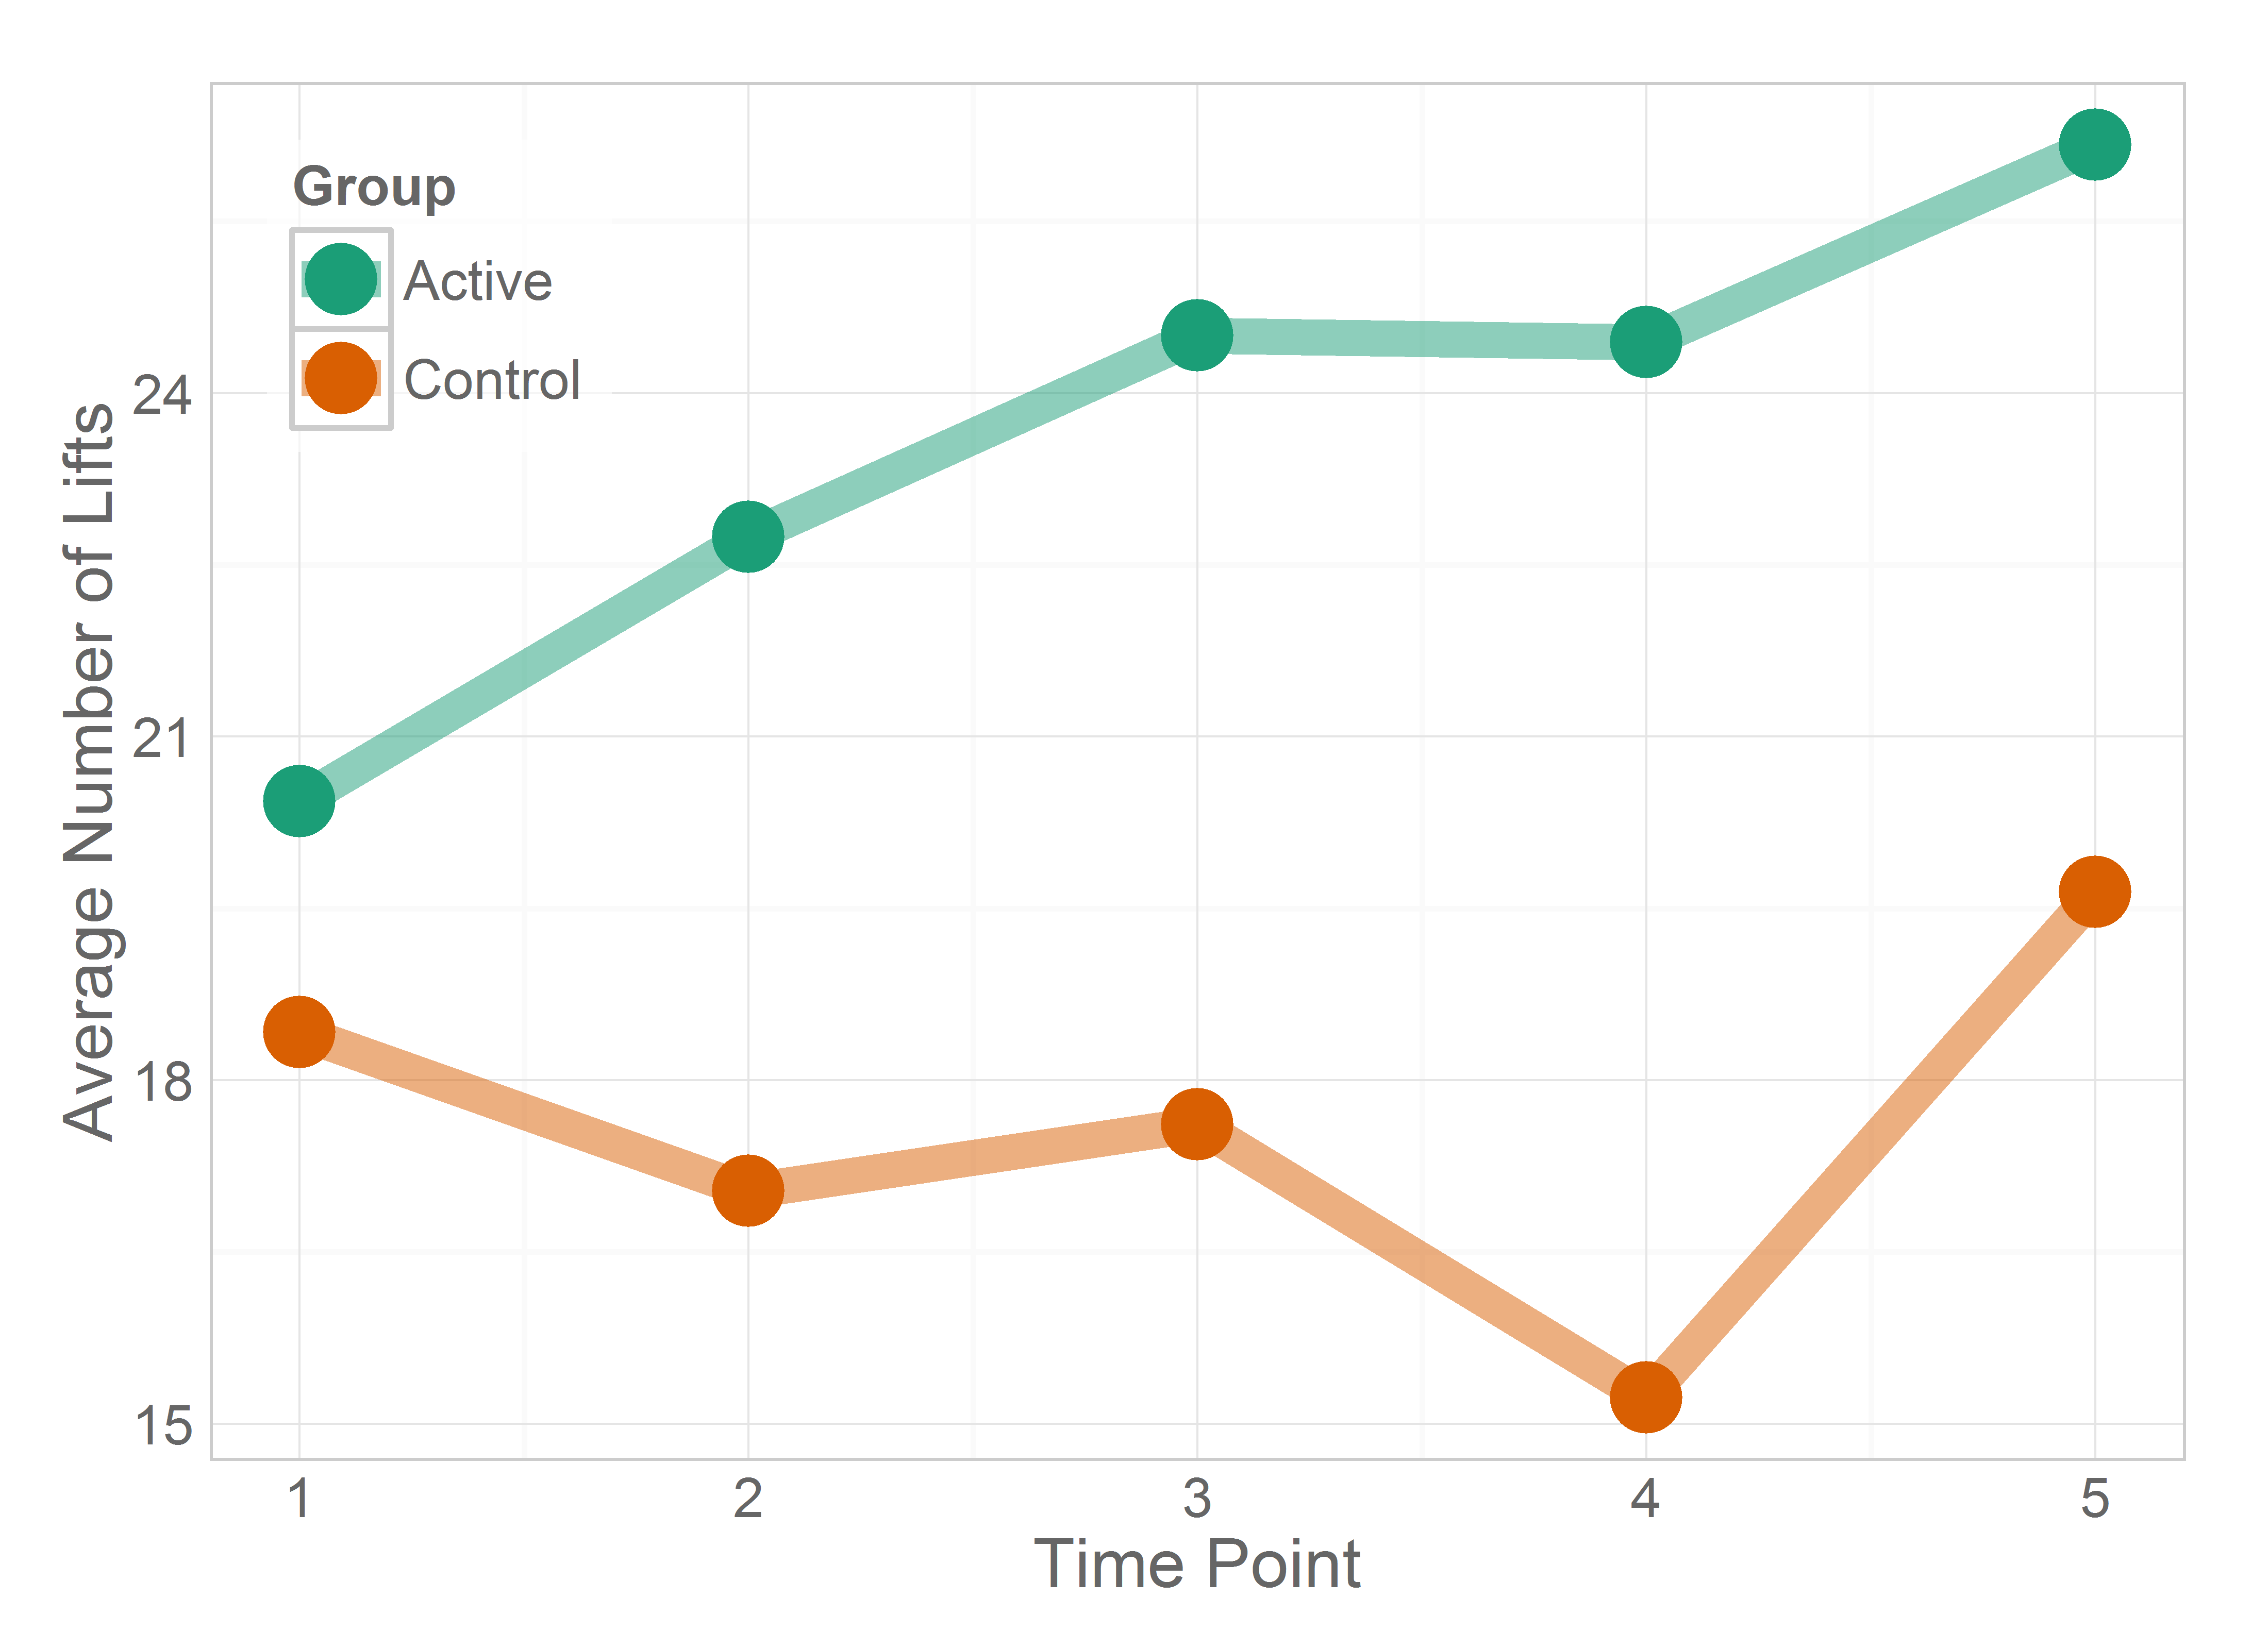 Group
Active
Control
Average Number of Lifts
24
21
18
15
1 2 3 4 5
Time Point